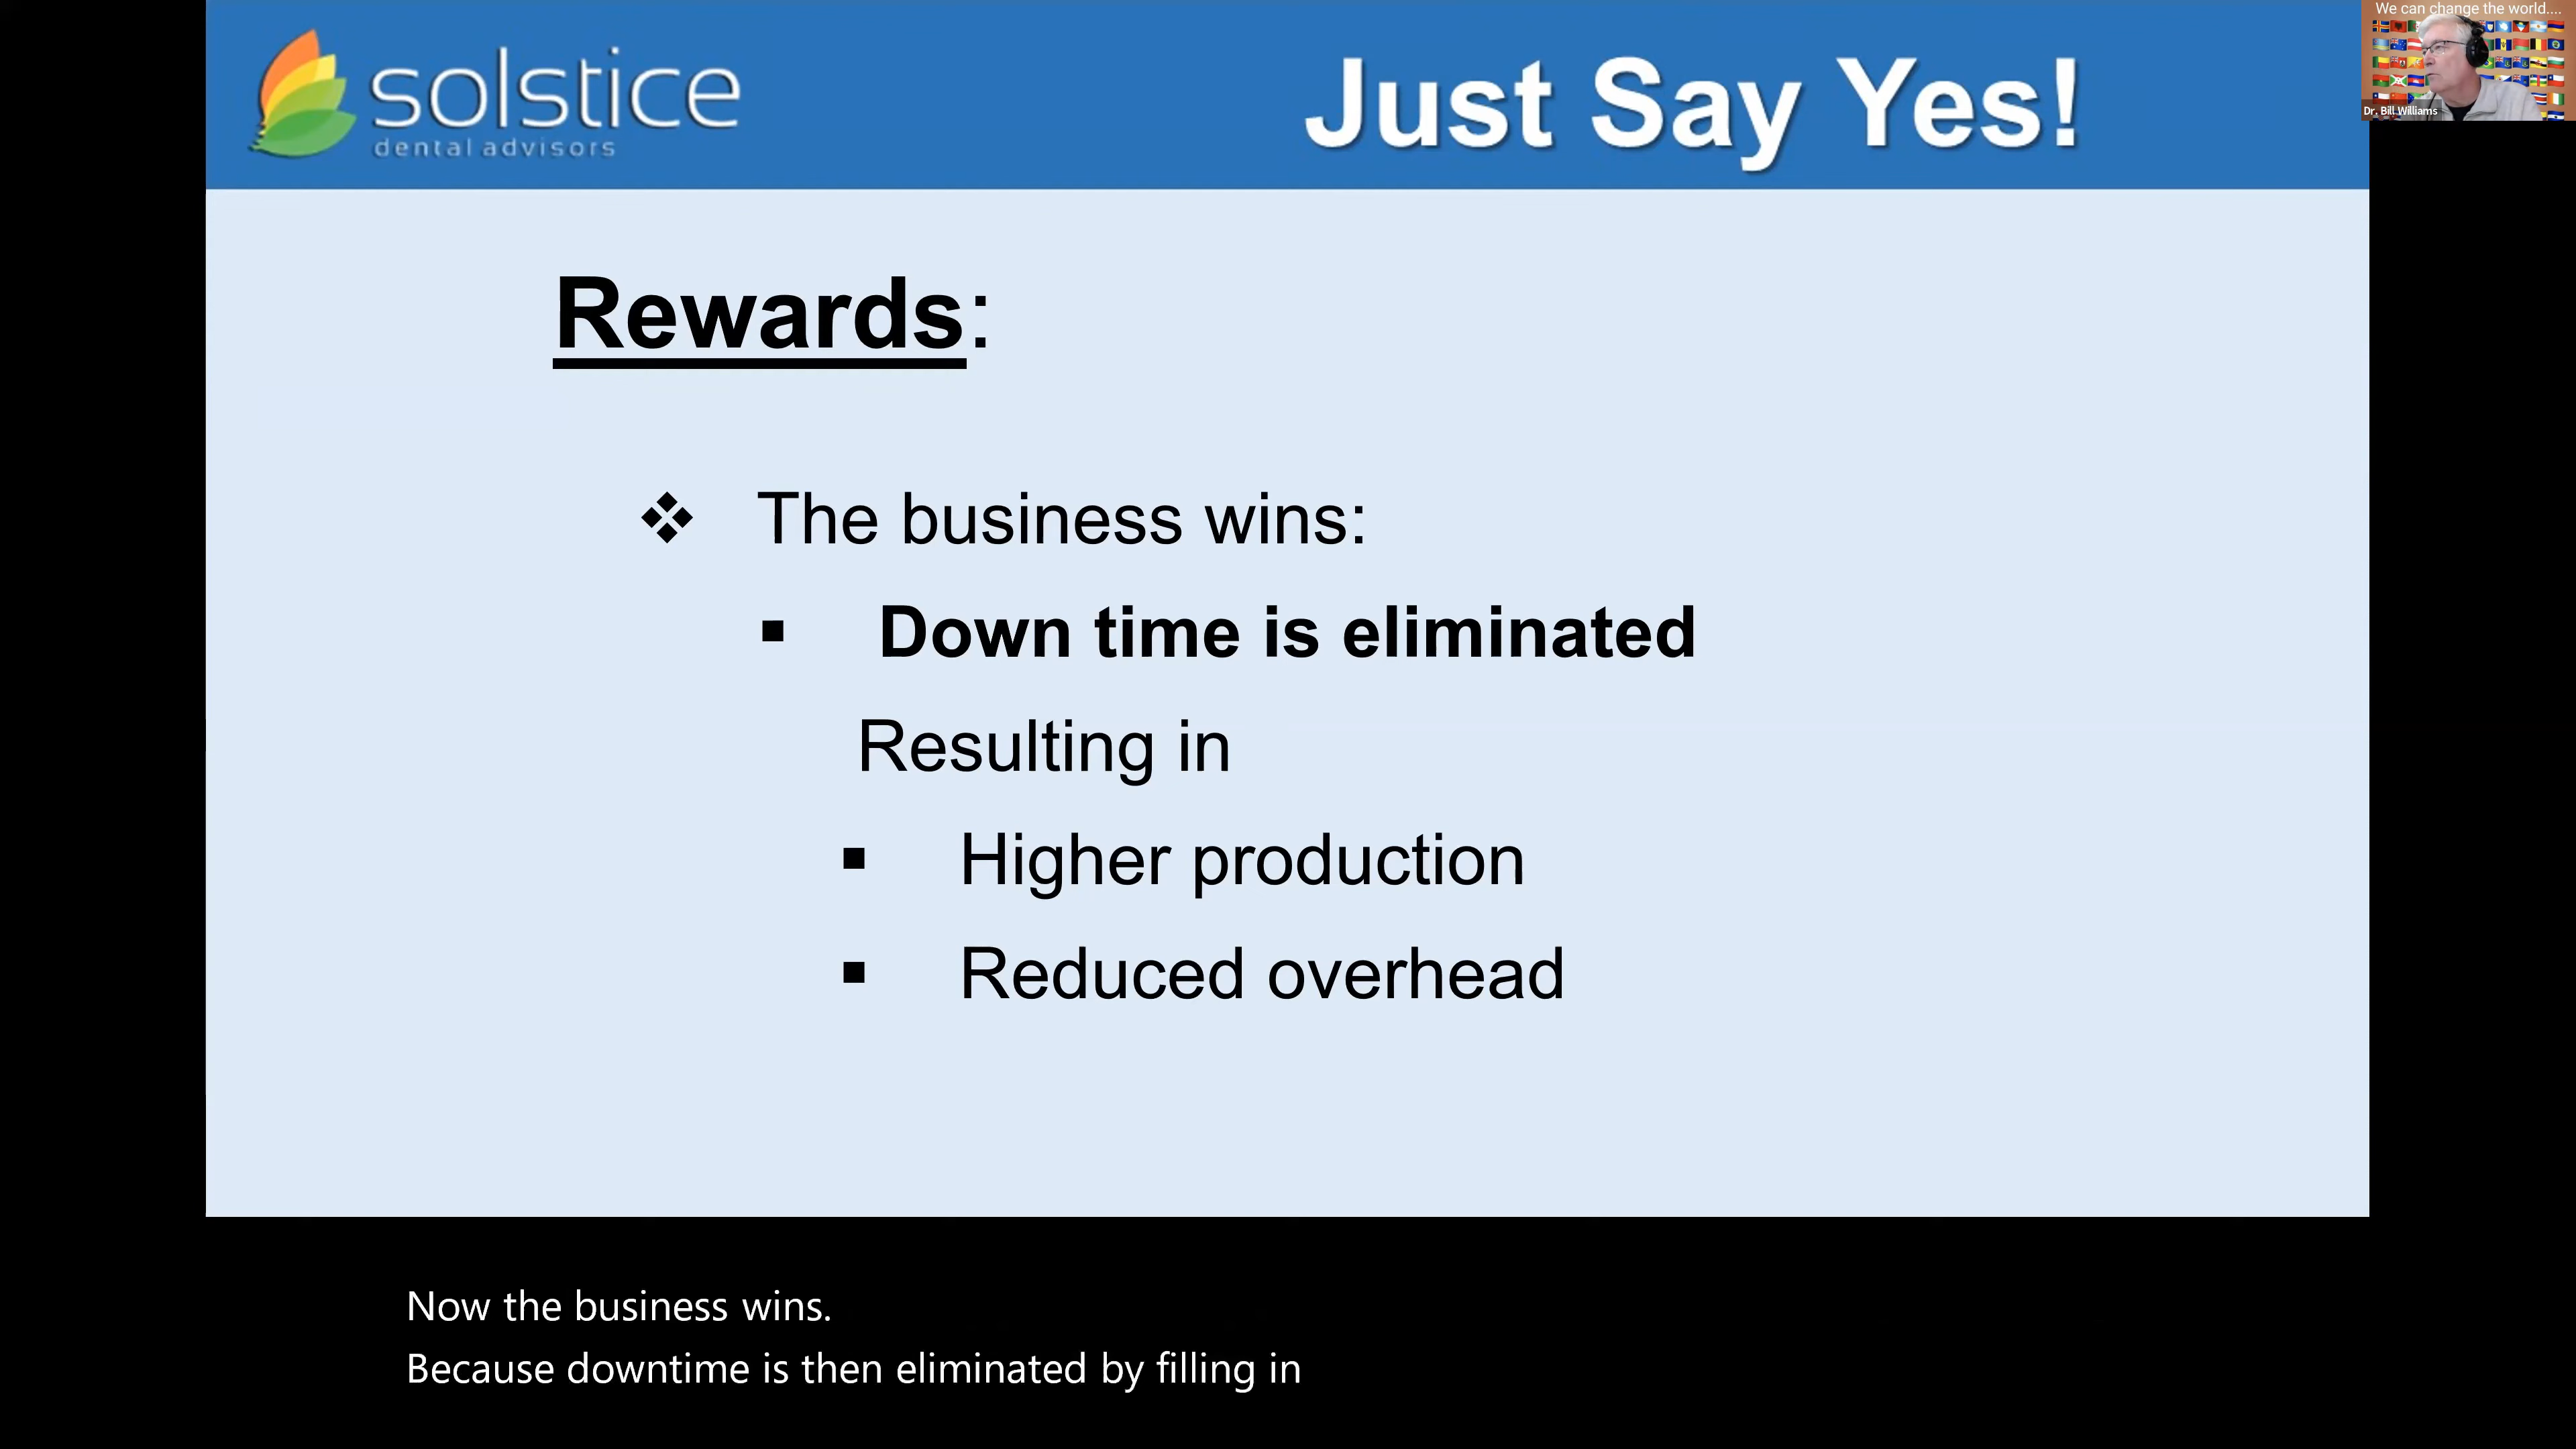 solstice
dental advisors
Just Say Yes!
We can change the world....
Dr. Bill Williams
Rewards:
❖ The business wins:
▪ Down time is eliminated
Resulting in
▪ Higher production
▪ Reduced overhead
Now the business wins.
Because downtime is then eliminated by filling in